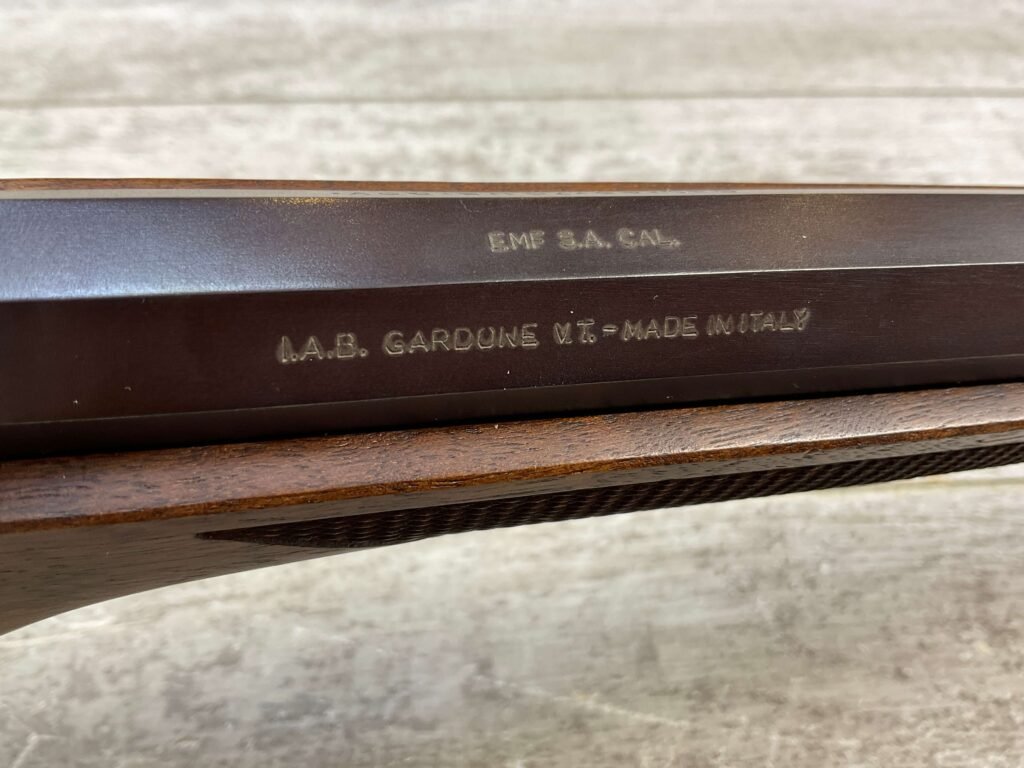 EMF S.A. CAL.
I.A.B. GARDONE V.T. - MADE IN ITALY